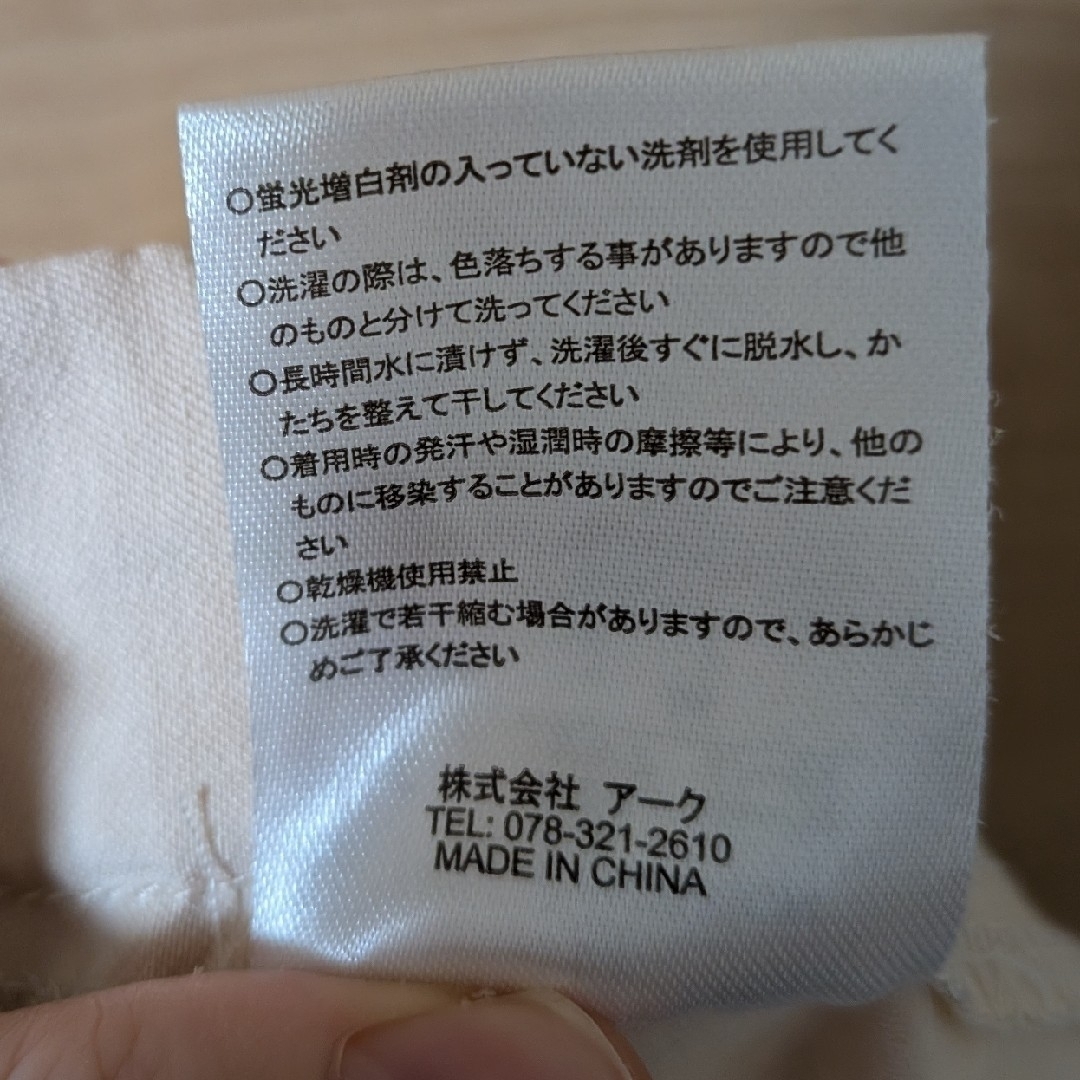 ○蛍光増白剤の入っていない洗剤を使用してく
ださい
○洗濯の際は、色落ちする事がありますので他
のものと分けて洗ってください
○長時間水に漬けず、洗濯後すぐに脱水し、か
たちを整えて干してください
○着用時の発汗や湿潤時の摩擦等により、他の
ものに移染することがありますのでご注意くだ
さい
○乾燥機使用禁止
○洗濯で若干縮む場合がありますので、あらかじ
めご了承ください
株式会社 アーク
TEL: 078-321-2610
MADE IN CHINA